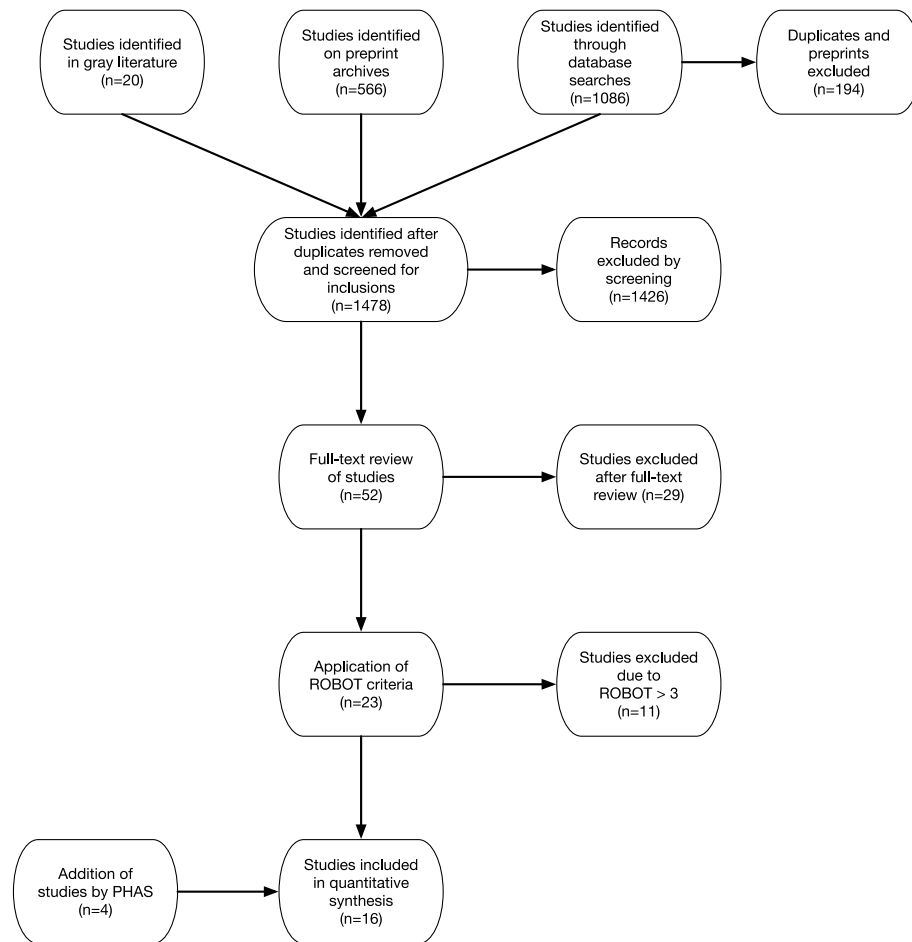 Studies identified
in gray literature
(n=20)
Studies identified
on preprint
archives
(n=566)
Studies identified
through
database
searches
(n=1086)
Duplicates and
preprints
excluded
(n=194)
Studies identified after
duplicates removed
and screened for
inclusions
(n=1478)
Records
excluded by
screening
(n=1426)
Full-text review
of studies
(n=52)
Studies excluded
after full-text
review (n=29)
Application of
ROBOT criteria
(n=23)
Studies excluded
due to
ROBOT > 3
(n=11)
Addition of
studies by PHAS
(n=4)
Studies included
in quantitative
synthesis
(n=16)